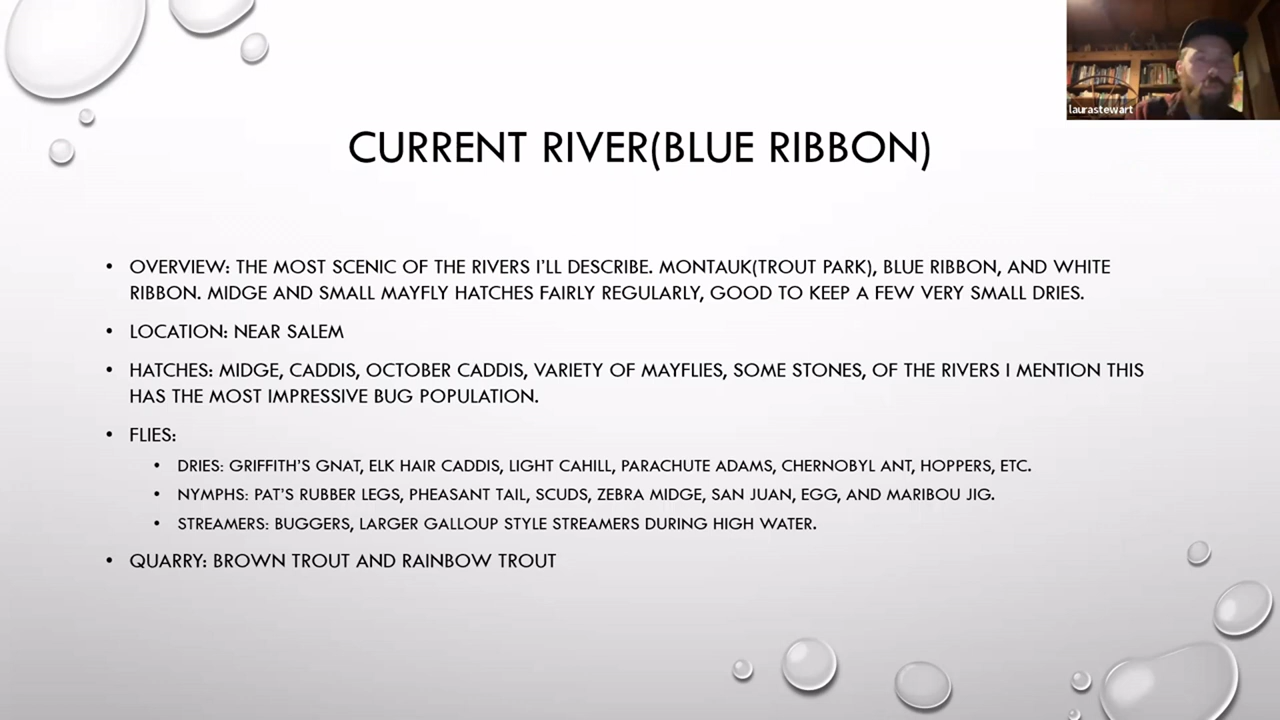 laurastewart
CURRENT RIVER(BLUE RIBBON)
• OVERVIEW: THE MOST SCENIC OF THE RIVERS I'LL DESCRIBE. MONTAUK(TROUT PARK), BLUE RIBBON, AND WHITE
RIBBON. MIDGE AND SMALL MAYFLY HATCHES FAIRLY REGULARLY, GOOD TO KEEP A FEW VERY SMALL DRIES.
• LOCATION: NEAR SALEM
• HATCHES: MIDGE, CADDIS, OCTOBER CADDIS, VARIETY OF MAYFLIES, SOME STONES, OF THE RIVERS I MENTION THIS
HAS THE MOST IMPRESSIVE BUG POPULATION.
• FLIES:
• DRIES: GRIFFITH'S GNAT, ELK HAIR CADDIS, LIGHT CAHILL, PARACHUTE ADAMS, CHERNOBYL ANT, HOPPERS, ETC.
• NYMPHS: PAT'S RUBBER LEGS, PHEASANT TAIL, SCUDS, ZEBRA MIDGE, SAN JUAN, EGG, AND MARIBOU JIG.
• STREAMERS: BUGGERS, LARGER GALLOUP STYLE STREAMERS DURING HIGH WATER.
• QUARRY: BROWN TROUT AND RAINBOW TROUT